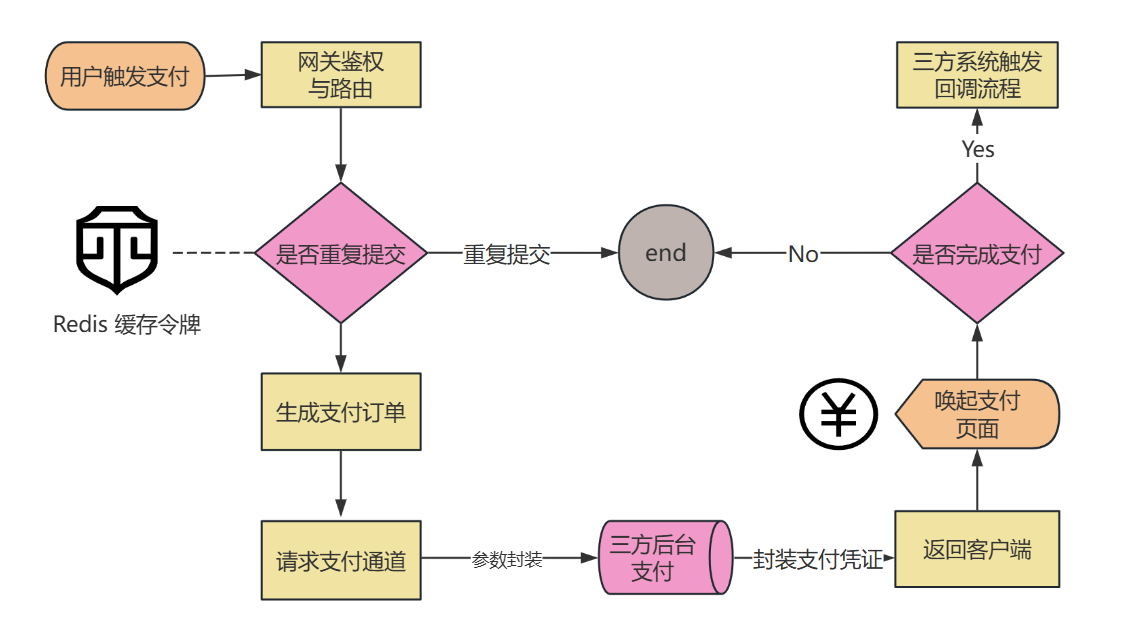 用户触发支付
网关鉴权
与路由
是否重复提交
重复提交
end
Redis 缓存令牌
生成支付订单
请求支付通道
参数封装
三方后台
支付
封装支付凭证
返回客户端
唤起支付
页面
是否完成支付
No
Yes
三方系统触发
回调流程